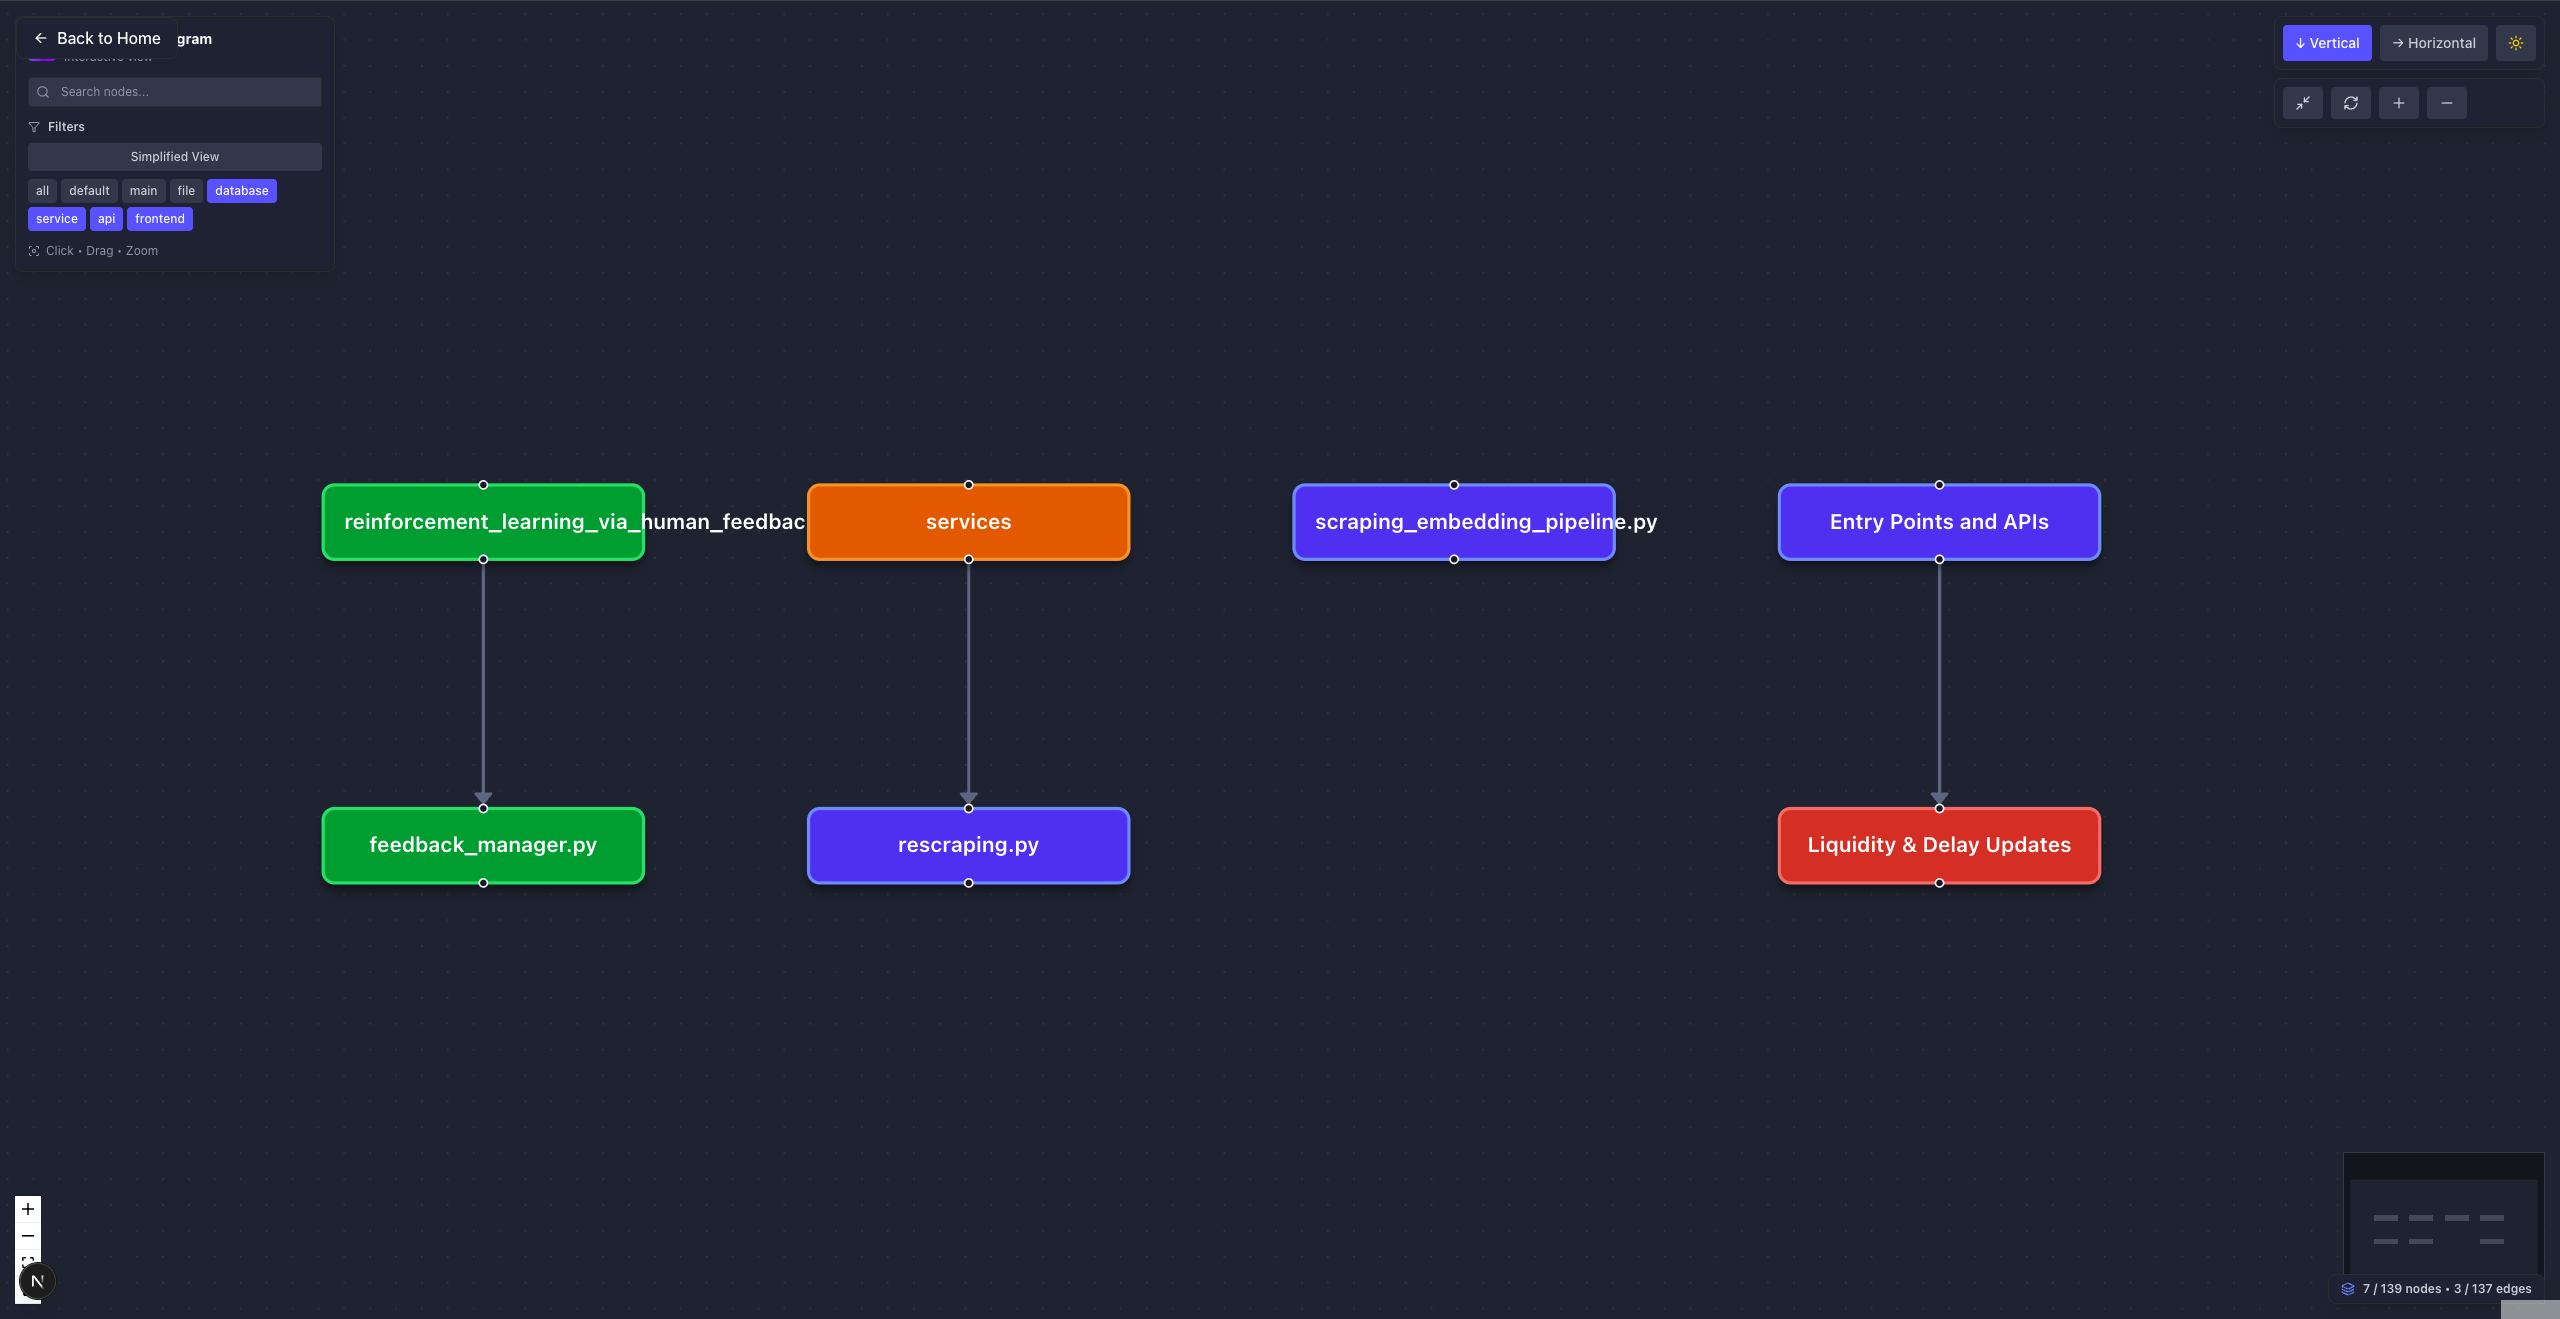 Back to Home
gram
Search nodes...
Filters
Simplified View
all default main file database
service api frontend
Click • Drag • Zoom
↓ Vertical → Horizontal
reinforcement_learning_via_human_feedbac
services
scraping_embedding_pipeline.py
Entry Points and APIs
feedback_manager.py
rescraping.py
Liquidity & Delay Updates
N
7 / 139 nodes • 3 / 137 edges